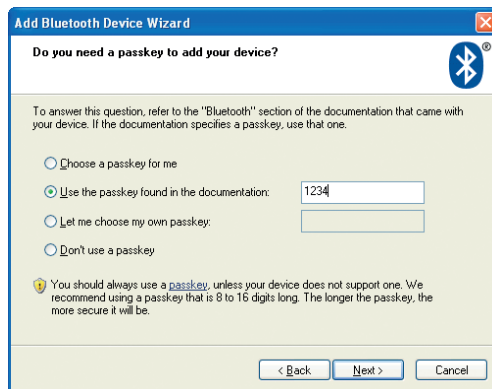 Add Bluetooth Device Wizard
Do you need a passkey to add your device?
®
To answer this question, refer to the "Bluetooth" section of the documentation that came with
your device. If the documentation specifies a passkey, use that one.
Choose a passkey for me
Use the passkey found in the documentation: 1234
Let me choose my own passkey:
Don't use a passkey
You should always use a passkey, unless your device does not support one. We
recommend using a passkey that is 8 to 16 digits long. The longer the passkey, the
more secure it will be.
< Back Next > Cancel